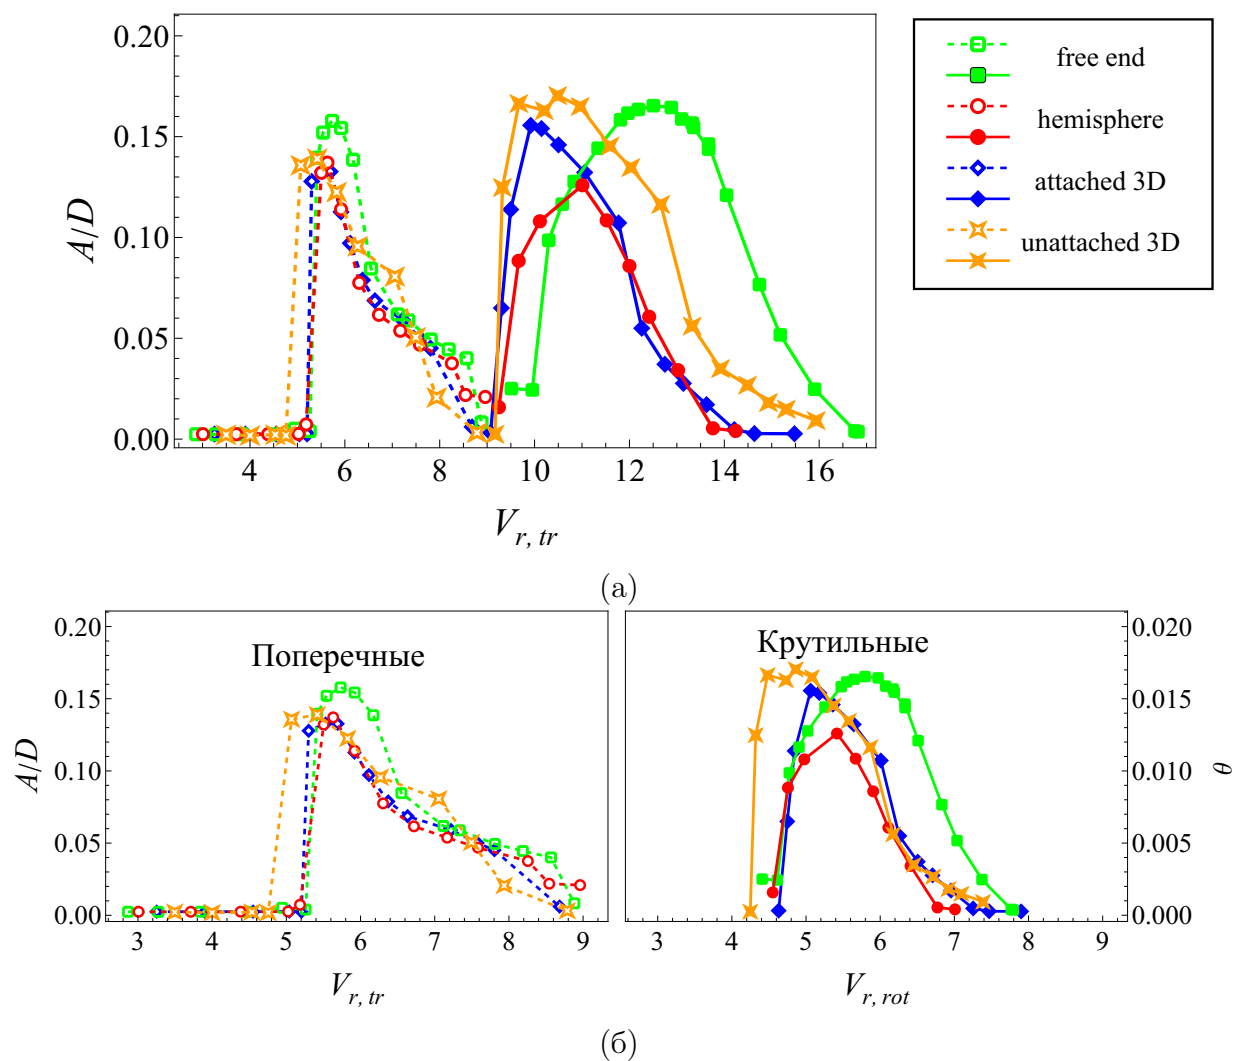 0.20
0.15
0.10
0.05
0.00
A/D
4 6 8 10 12 14 16
V r, tr
free end
hemisphere
attached 3D
unattached 3D
(а)
Поперечные
0.20
0.15
0.10
0.05
0.00
A/D
3 4 5 6 7 8 9
V r, tr
Крутильные
0.020
0.015
0.010
0.005
0.000
θ
3 4 5 6 7 8 9
V r, rot
(б)